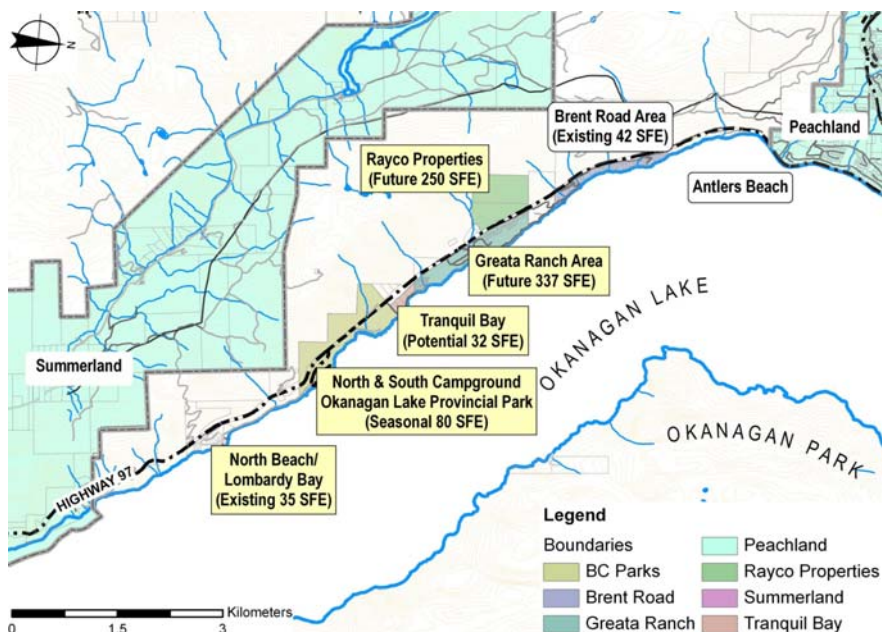 N
Brent Road Area
(Existing 42 SFE)
Peachland
Rayco Properties
(Future 250 SFE)
Antlers Beach
Greata Ranch Area
(Future 337 SFE)
OKANAGAN LAKE
Tranquil Bay
(Potential 32 SFE)
Summerland
North & South Campground
Okanagan Lake Provincial Park
(Seasonal 80 SFE)
OKANAGAN PARK
North Beach/
Lombardy Bay
(Existing 35 SFE)
HIGHWAY 97
Legend
Boundaries
BC Parks
Brent Road
Greata Ranch
Peachland
Rayco Properties
Summerland
Tranquil Bay
Kilometers
0 1.5 3